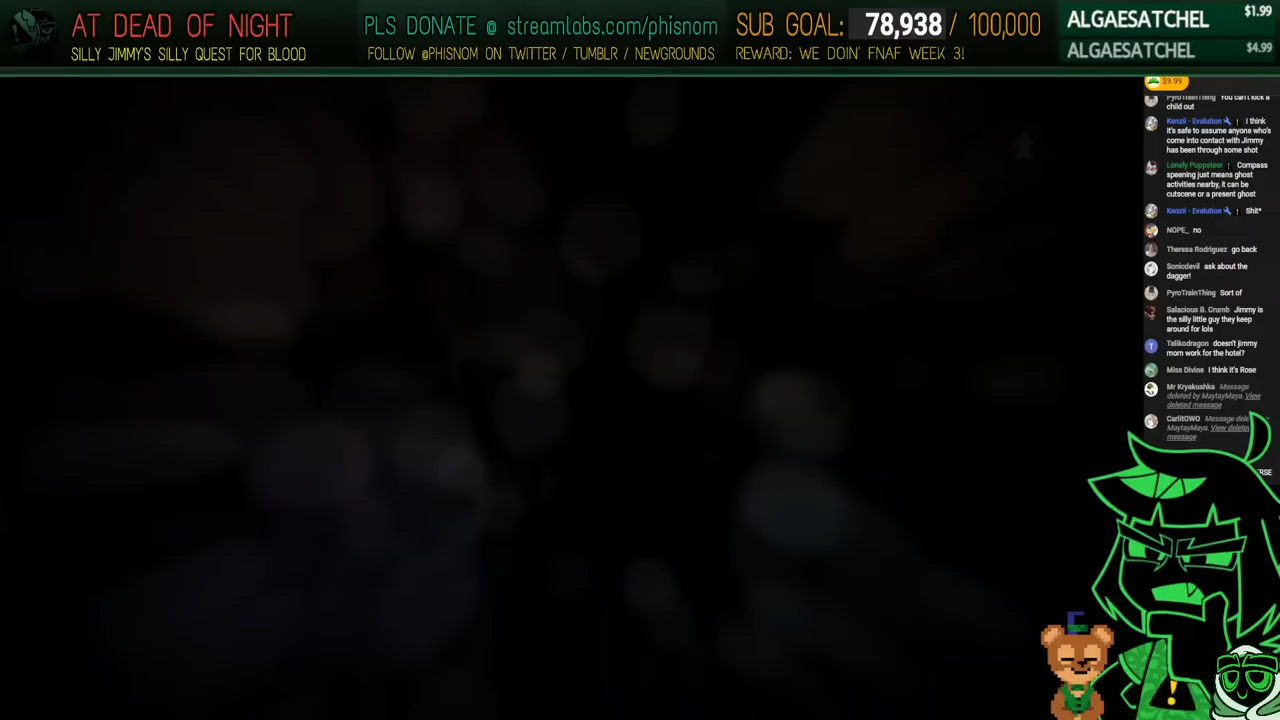 AT DEAD OF NIGHT
SILLY JIMMY'S SILLY QUEST FOR BLOOD
PLS DONATE @ streamlabs.com/phisnom
FOLLOW @PHISNOM ON TWITTER / TUMBLR / NEWGROUNDS
SUB GOAL: 78,938 / 100,000
REWARD: WE DOIN' FNAF WEEK 3!
ALGAESATCHEL $1.99
ALGAESATCHEL $4.99
$9.99
PyroTrainThing You can't kick a
child out
Kenzii - Evalution ! I think
it's safe to assume anyone who's
come into contact with Jimmy
has been through some shot
Lonely Puppeteer ! Compass
speening just means ghost
activities nearby, it can be
cutscene or a present ghost
Kenzii - Evalution ! Shit*
NOPE_ no
Theresa Rodriguez go back
Sonicdevil ask about the
dagger!
PyroTrainThing Sort of
Salacious B. Crumb Jimmy is
the silly little guy they keep
around for lols
T Telikodragon doesn't jimmy
mom work for the hotel?
Miss Divine I think it's Rose
Mr Kryakushka Message
deleted by MaytayMaya. View
deleted message
CarlitOWO Message dele
MaytayMaya. View delete
message
RSE